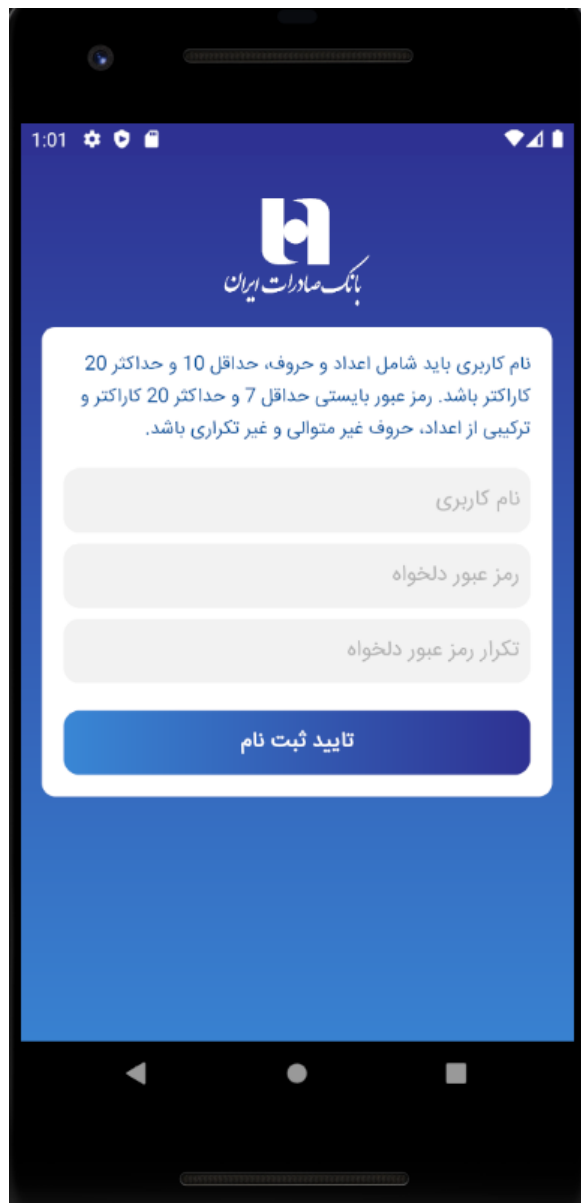 1:01
بانک صادرات ایران
نام کاربری باید شامل اعداد و حروف، حداقل 10 و حداکثر 20
کاراکتر باشد. رمز عبور بایستی حداقل 7 و حداکثر 20 کاراکتر و
ترکیبی از اعداد، حروف غیر متوالی و غیر تکراری باشد.
نام کاربری
رمز عبور دلخواه
تکرار رمز عبور دلخواه
تایید ثبت نام